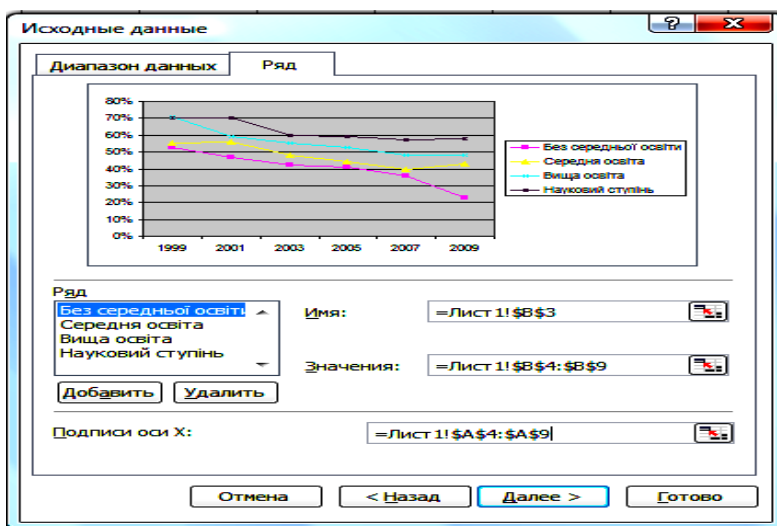 Исходные данные
Диапазон данных Ряд
80%
70%
60%
50%
40%
30%
20%
10%
0%
1999 2001 2003 2005 2007 2009
Без середньої освіти
Середня освіта
Вища освіта
Науковий ступінь
Ряд
Без середньої освіти
Середня освіта
Вища освіта
Науковий ступінь
Имя: =Лист1!$B$3
Значения: =Лист1!$B$4:$B$9
Добавить Удалить
Подписи оси X: =Лист1!$A$4:$A$9
Отмена < Назад Далее > Готово